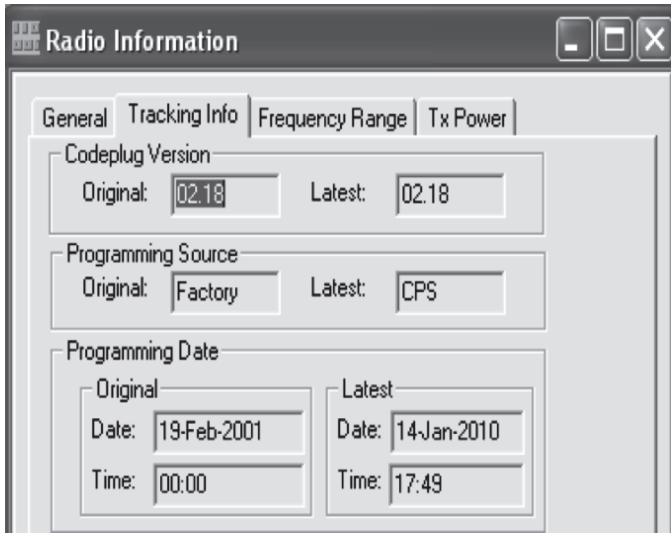 Radio Information
General Tracking Info Frequency Range Tx Power
Codeplug Version
Original: 02.18 Latest: 02.18
Programming Source
Original: Factory Latest: CPS
Programming Date
Original Latest
Date: 19-Feb-2001 Date: 14-Jan-2010
Time: 00:00 Time: 17:49